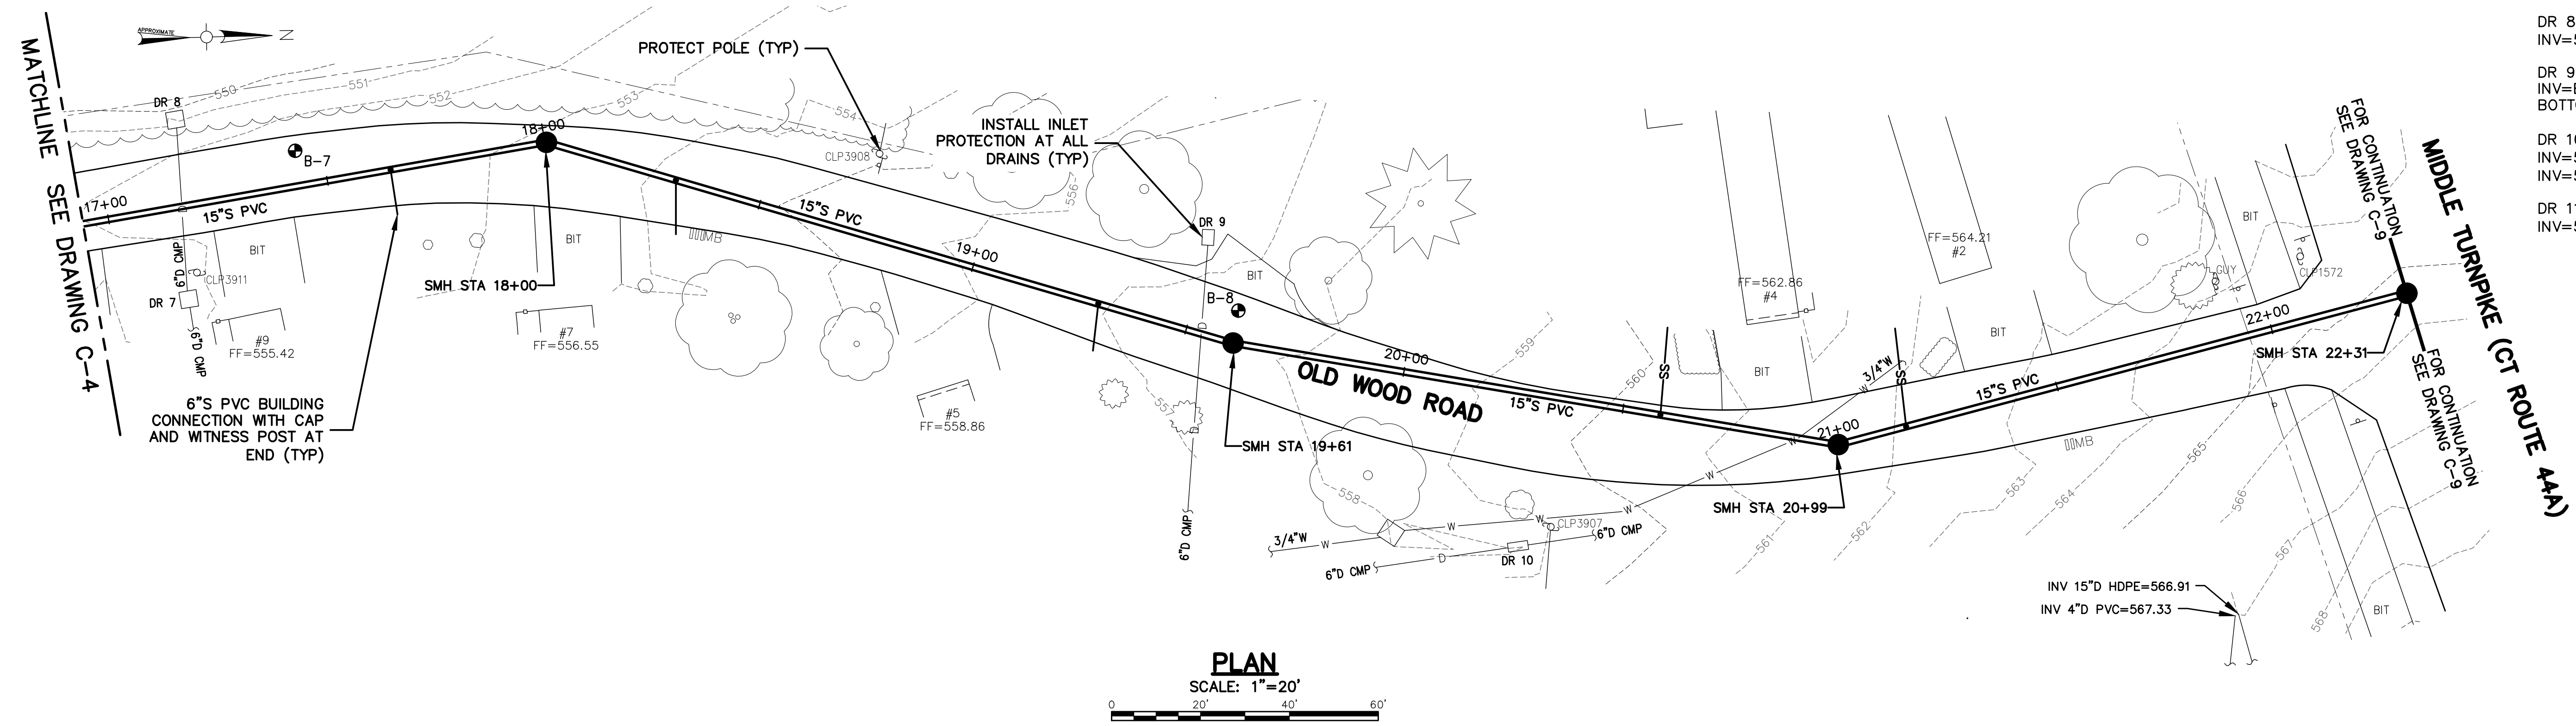 MATCHLINE SEE DRAWING C-4
APPROXIMATE
N
DR 8
550
551
552
553
554
B-7
17+00
15"S PVC
18+00
PROTECT POLE (TYP)
CLP3908
INSTALL INLET
PROTECTION AT ALL
DRAINS (TYP)
556
DR 9
BIT
6"D CMP
CLP3911
DR 7
6"D CMP
BIT
#9
FF=555.42
BIT
SMH STA 18+00
#7
FF=556.55
MB
15"S PVC
19+00
B-8
6"S PVC BUILDING
CONNECTION WITH CAP
AND WITNESS POST AT
END (TYP)
#5
FF=558.86
557
SMH STA 19+61
6"D CMP
OLD WOOD ROAD
20+00
15"S PVC
558
559
560
SS
3/4"W
W
W
W
W
W
3/4"W
W
W
SS
6"D CMP
D
DR 10
6"D CMP
CLP3907
FF=562.86
#4
FF=564.21
#2
BIT
BIT
21+00
SMH STA 20+99
561
562
563
564
565
566
567
568
MB
15"S PVC
22+00
SMH STA 22+31
GUY
CLP1572
BIT
FOR CONTINUATION
SEE DRAWING C-9
FOR CONTINUATION
SEE DRAWING C-9
MIDDLE TURNPIKE (CT ROUTE 44A)
INV 15"D HDPE=566.91
INV 4"D PVC=567.33
BIT
DR 8
DR 9
PLAN
SCALE: 1"=20'
0 20' 40' 60'